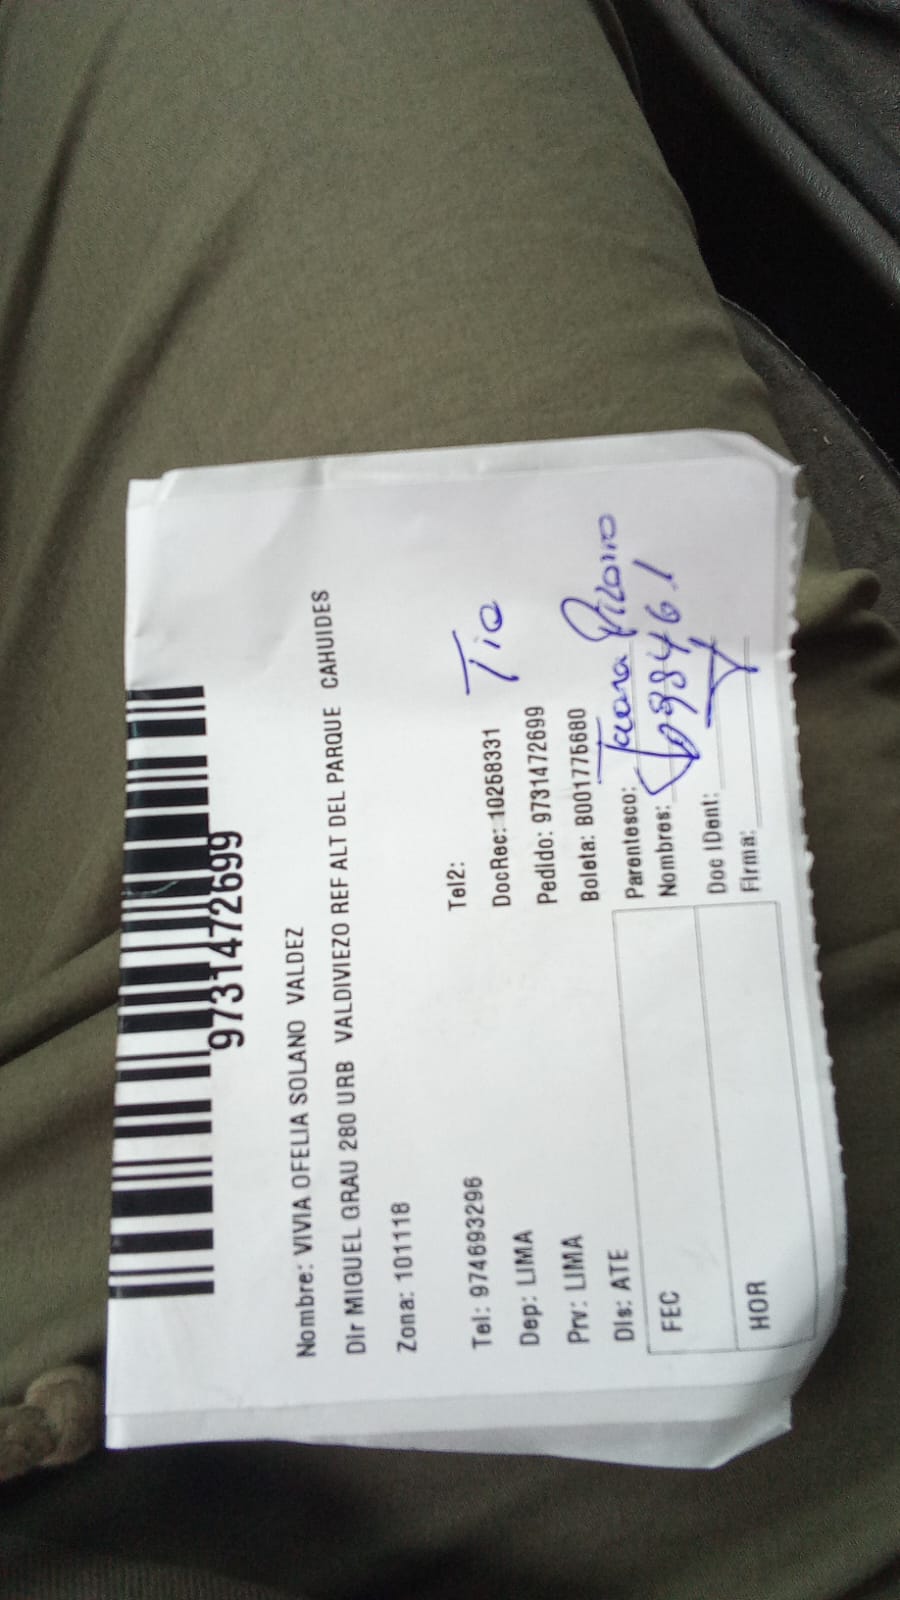 9731472699
Nombre: VIVIA OFELIA SOLANO VALDEZ
Dir MIGUEL GRAU 280 URB VALDIVIEZO REF ALT DEL PARQUE CAHUIDES
Zona: 101118
Tel: 974693296 Tel2:
Dep: LIMA DocRec: 10268331 Tia
Prv: LIMA Pedido: 9731472699
Dis: ATE Boleta: B001776680
Parentesco:
FEC Nombres:
Doc IDent:
HOR Firma: